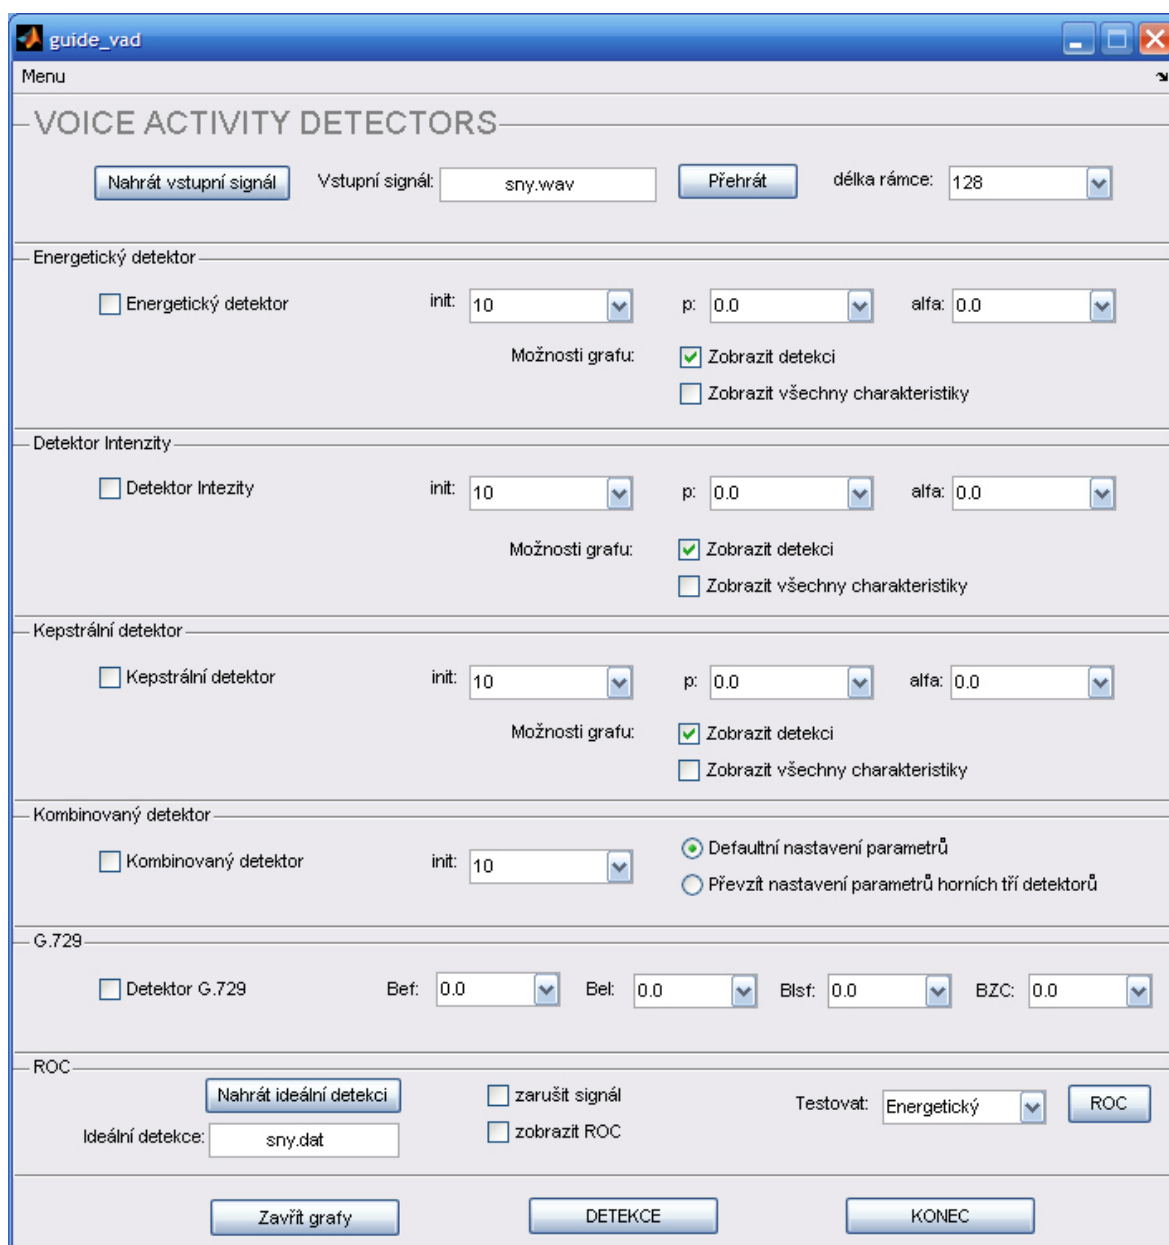 guide_vad
Menu
VOICE ACTIVITY DETECTORS
Nahrát vstupní signál Vstupní signál: sny.wav Přehrát délka rámce: 128
Energetický detektor
Energetický detektor init: 10 p: 0.0 alfa: 0.0
Možnosti grafu: Zobrazit detekci
Zobrazit všechny charakteristiky
Detektor Intenzity
Detektor Intezity init: 10 p: 0.0 alfa: 0.0
Možnosti grafu: Zobrazit detekci
Zobrazit všechny charakteristiky
Kepstrální detektor
Kepstrální detektor init: 10 p: 0.0 alfa: 0.0
Možnosti grafu: Zobrazit detekci
Zobrazit všechny charakteristiky
Kombinovaný detektor
Kombinovaný detektor init: 10 Defaultní nastavení parametrů
Převzít nastavení parametrů horních tří detektorů
G.729
Detektor G.729 Bef: 0.0 Bel: 0.0 Blsf: 0.0 BZC: 0.0
ROC
Nahrát ideální detekci zarušit signál Testovat: Energetický ROC
Ideální detekce: sny.dat zobrazit ROC
Zavřít grafy DETEKCE KONEC